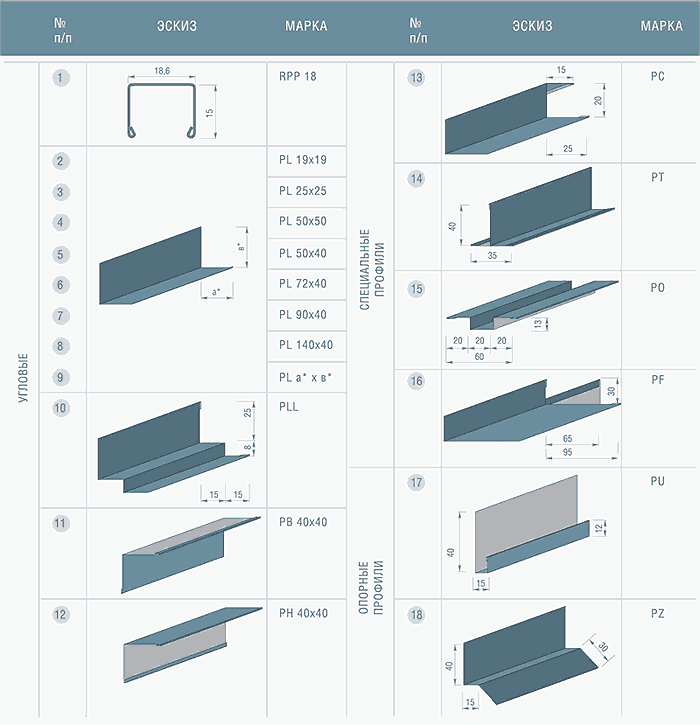 № п/п ЭСКИЗ МАРКА № п/п ЭСКИЗ МАРКА
УГЛОВЫЕ
1 18,6 15 RPP 18
2 PL 19x19
3 PL 25x25
4 PL 50x50
5 PL 50x40
6 PL 72x40
7 PL 90x40
8 PL 140x40
9 PL a* x в*
в*
a*
10 25 8 15 15 PLL
11 PB 40x40
12 PH 40x40
СПЕЦИАЛЬНЫЕ
ПРОФИЛИ
13 15 20 25 PC
14 40 35 PT
15 13 20 20 20 60 PO
16 30 65 95 PF
ОПОРНЫЕ
ПРОФИЛИ
17 12 40 15 PU
18 40 30 15 PZ